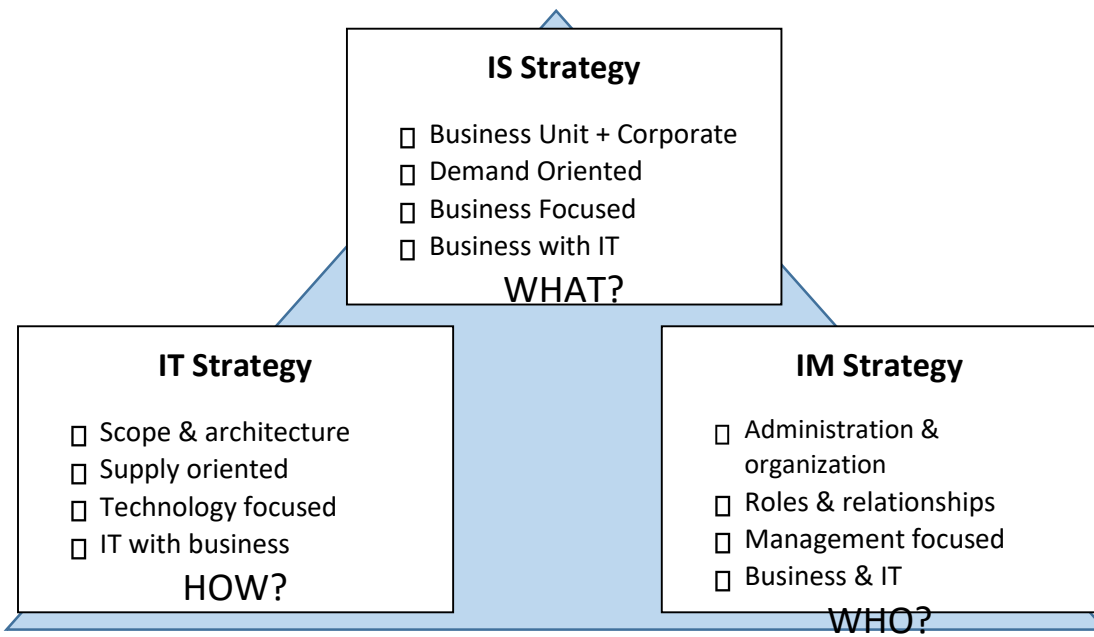 IS Strategy
▯ Business Unit + Corporate
▯ Demand Oriented
▯ Business Focused
▯ Business with IT
WHAT?
IT Strategy
▯ Scope & architecture
▯ Supply oriented
▯ Technology focused
▯ IT with business
HOW?
IM Strategy
▯ Administration &
organization
▯ Roles & relationships
▯ Management focused
▯ Business & IT
WHO?